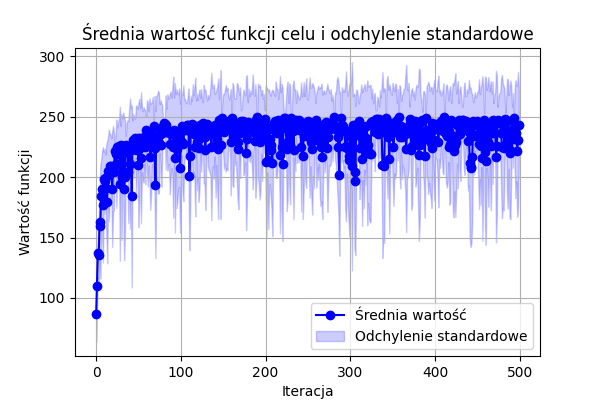 Średnia wartość funkcji celu i odchylenie standardowe
300
250
200
150
100
Wartość funkcji
0 100 200 300 400 500
Iteracja
Średnia wartość
Odchylenie standardowe